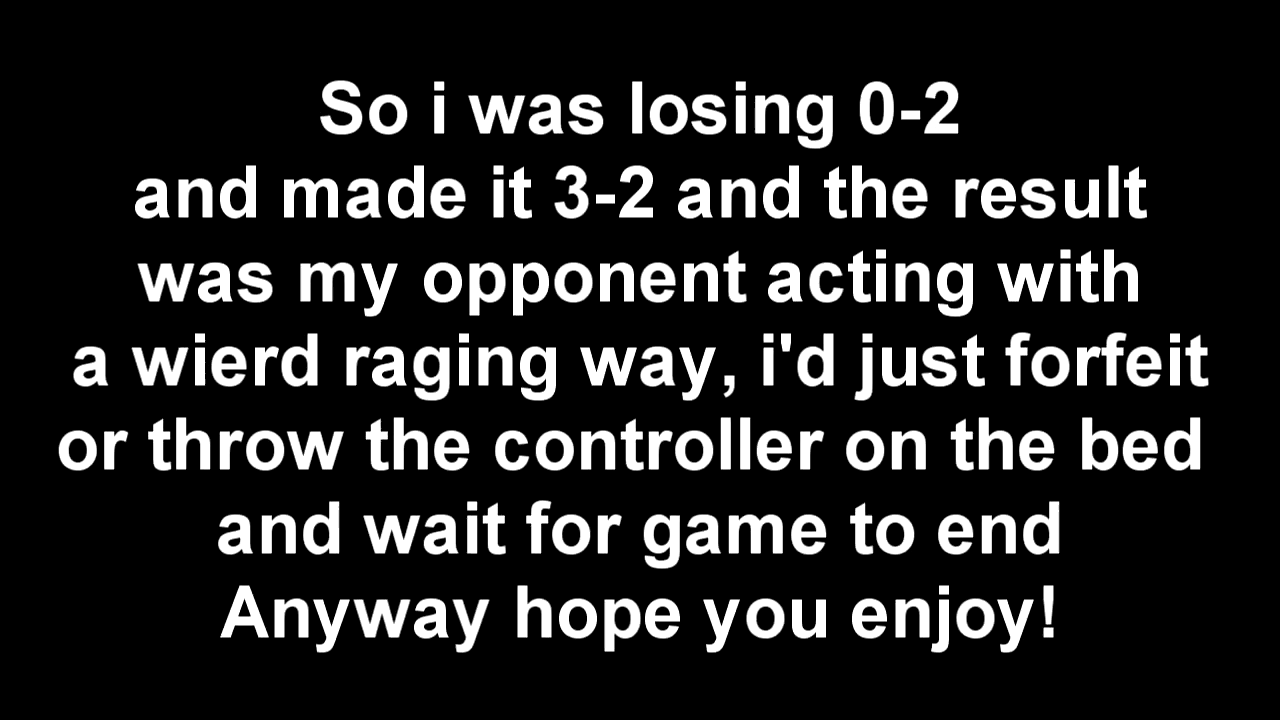 So i was losing 0-2
and made it 3-2 and the result
was my opponent acting with
a wierd raging way, i'd just forfeit
or throw the controller on the bed
and wait for game to end
Anyway hope you enjoy!